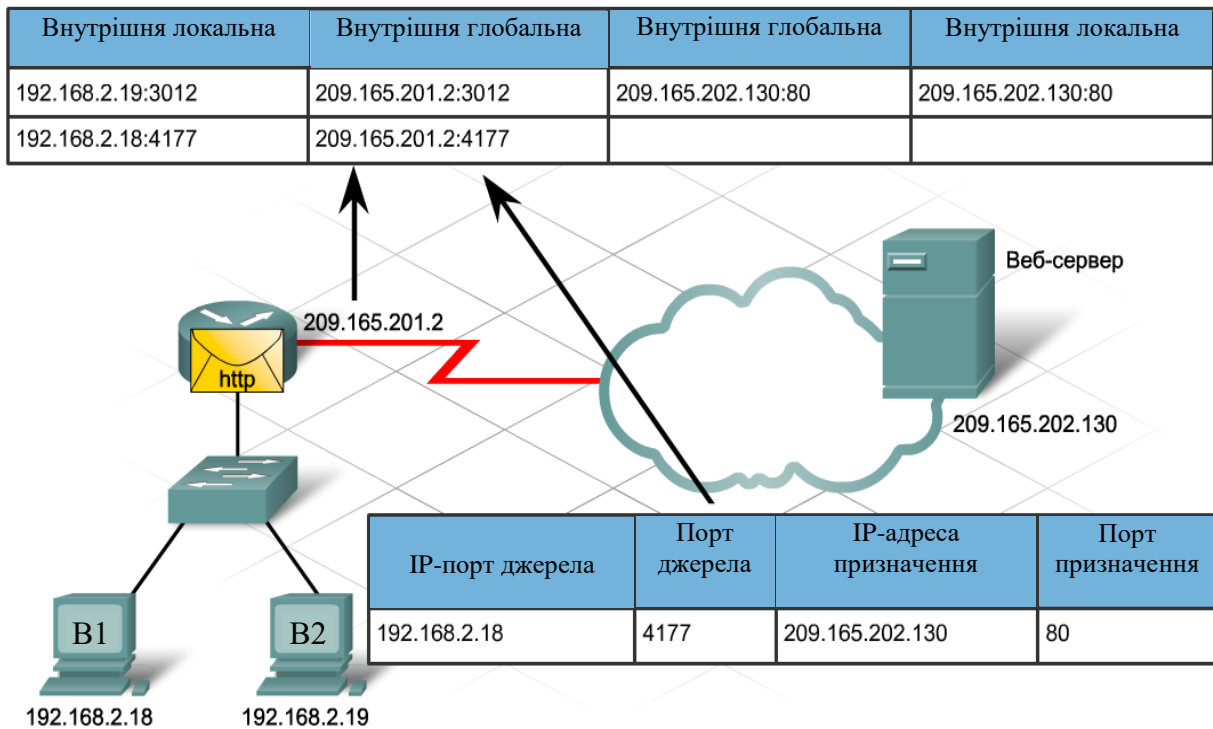 Внутрішня локальна Внутрішня глобальна Внутрішня глобальна Внутрішня локальна
192.168.2.19:3012 209.165.201.2:3012 209.165.202.130:80 209.165.202.130:80
192.168.2.18:4177 209.165.201.2:4177
Веб-сервер
209.165.201.2
http
209.165.202.130
IP-порт джерела Порт джерела IP-адреса призначення Порт призначення
192.168.2.18 4177 209.165.202.130 80
B1 B2
192.168.2.18 192.168.2.19